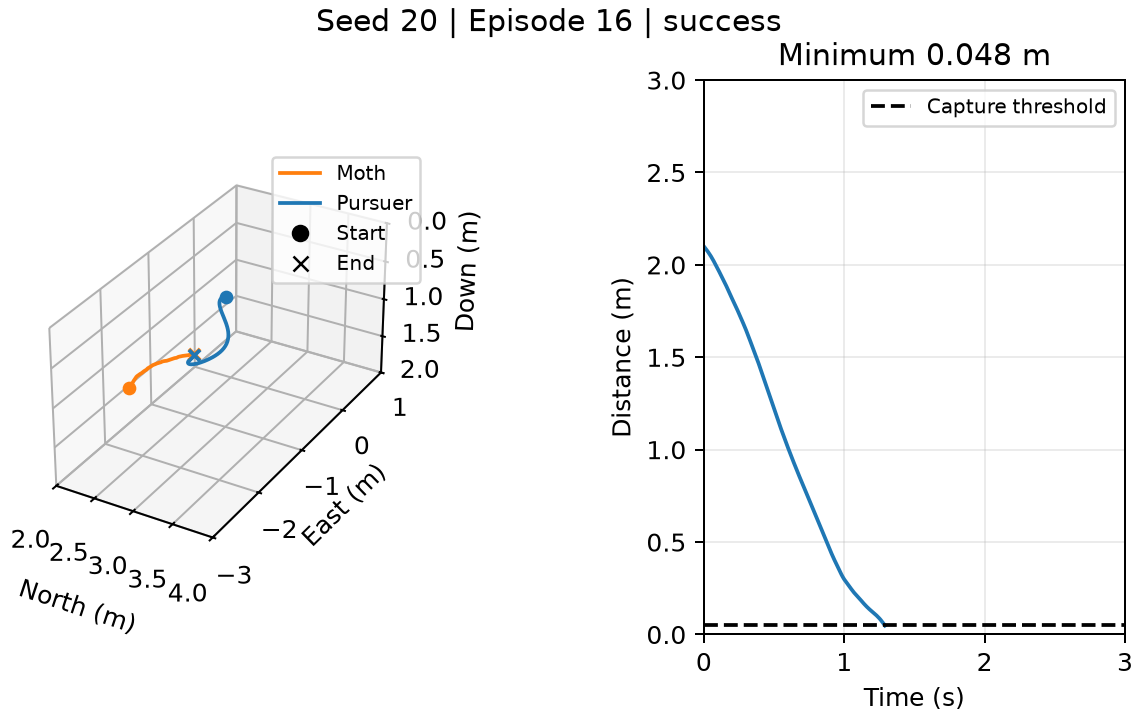 Seed 20 | Episode 16 | success
Moth
Pursuer
Start
End
0.0
0.5
1.0
1.5
2.0
Down (m)
1
0
−1
−2
−3
East (m)
2.0
2.5
3.0
3.5
4.0
North (m)
Minimum 0.048 m
Capture threshold
3.0
2.5
2.0
1.5
1.0
0.5
0.0
Distance (m)
0 1 2 3
Time (s)